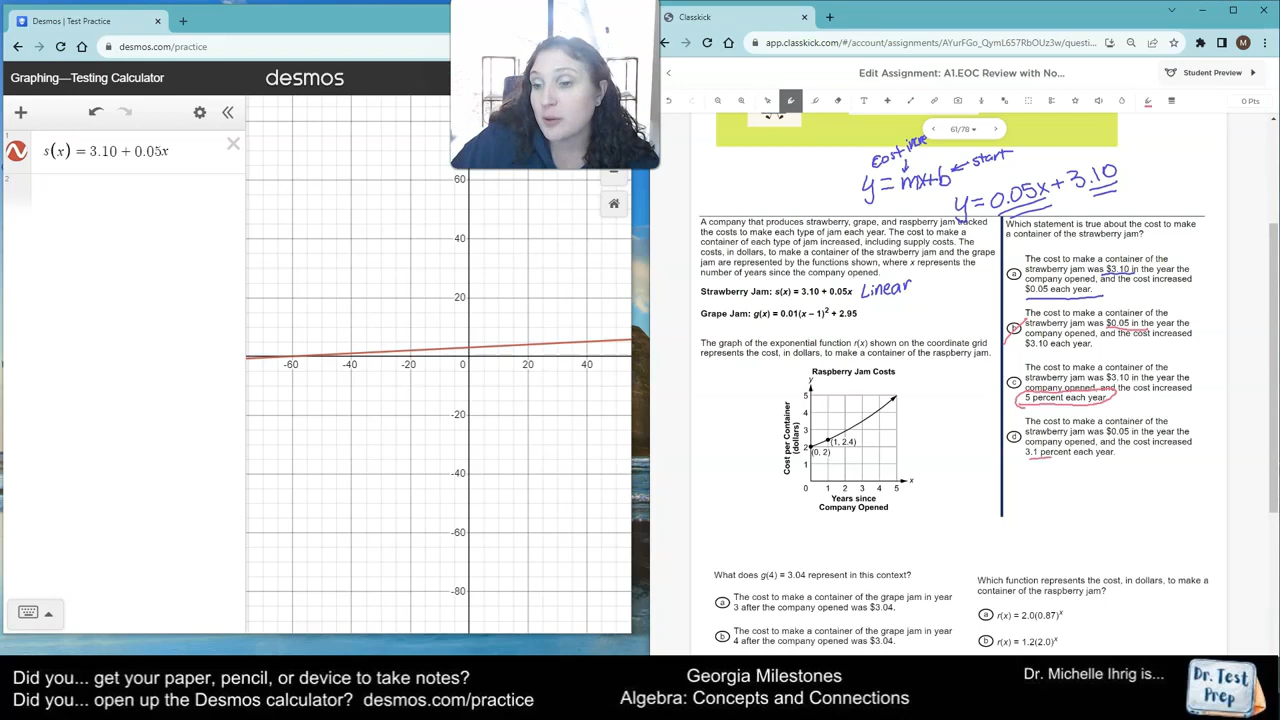 Desmos | Test Practice
desmos.com/practice
Graphing—Testing Calculator
desmos
1
s(x) = 3.10 + 0.05x
2
60
40
20
-60
-40
-20
0
20
40
-20
-40
-60
-80
Classkick
app.classkick.com/#/account/assignments/AYurFGo_QymL657RbOUz3w/questi...
M
Edit Assignment: A1.EOC Review with No...
Student Preview
0 Pts
61/78
cost incre
y = mx+b
start
y = 0.05x + 3.10
A company that produces strawberry, grape, and raspberry jam tracked
the costs to make each type of jam each year. The cost to make a
container of each type of jam increased, including supply costs. The
costs, in dollars, to make a container of the strawberry jam and the grape
jam are represented by the functions shown, where x represents the
number of years since the company opened.
Strawberry Jam: s(x) = 3.10 + 0.05x
Linear
Grape Jam: g(x) = 0.01(x – 1)² + 2.95
The graph of the exponential function r(x) shown on the coordinate grid
represents the cost, in dollars, to make a container of the raspberry jam.
Raspberry Jam Costs
y
Cost per Container
(dollars)
5
4
3
2
1
(1, 2.4)
(0, 2)
0 1 2 3 4 5
x
Years since
Company Opened
Which statement is true about the cost to make
a container of the strawberry jam?
a
The cost to make a container of the
strawberry jam was $3.10 in the year the
company opened, and the cost increased
$0.05 each year.
b
The cost to make a container of the
strawberry jam was $0.05 in the year the
company opened, and the cost increased
$3.10 each year.
c
The cost to make a container of the
strawberry jam was $3.10 in the year the
company opened, and the cost increased
5 percent each year.
d
The cost to make a container of the
strawberry jam was $0.05 in the year the
company opened, and the cost increased
3.1 percent each year.
What does g(4) = 3.04 represent in this context?
a
The cost to make a container of the grape jam in year
3 after the company opened was $3.04.
b
The cost to make a container of the grape jam in year
4 after the company opened was $3.04.
Which function represents the cost, in dollars, to make a
container of the raspberry jam?
a r(x) = 2.0(0.87)ˣ
b r(x) = 1.2(2.0)ˣ
Did you... get your paper, pencil, or device to take notes?
Did you... open up the Desmos calculator? desmos.com/practice
Georgia Milestones
Algebra: Concepts and Connections
Dr. Michelle Ihrig is...
Dr. Test
Prep